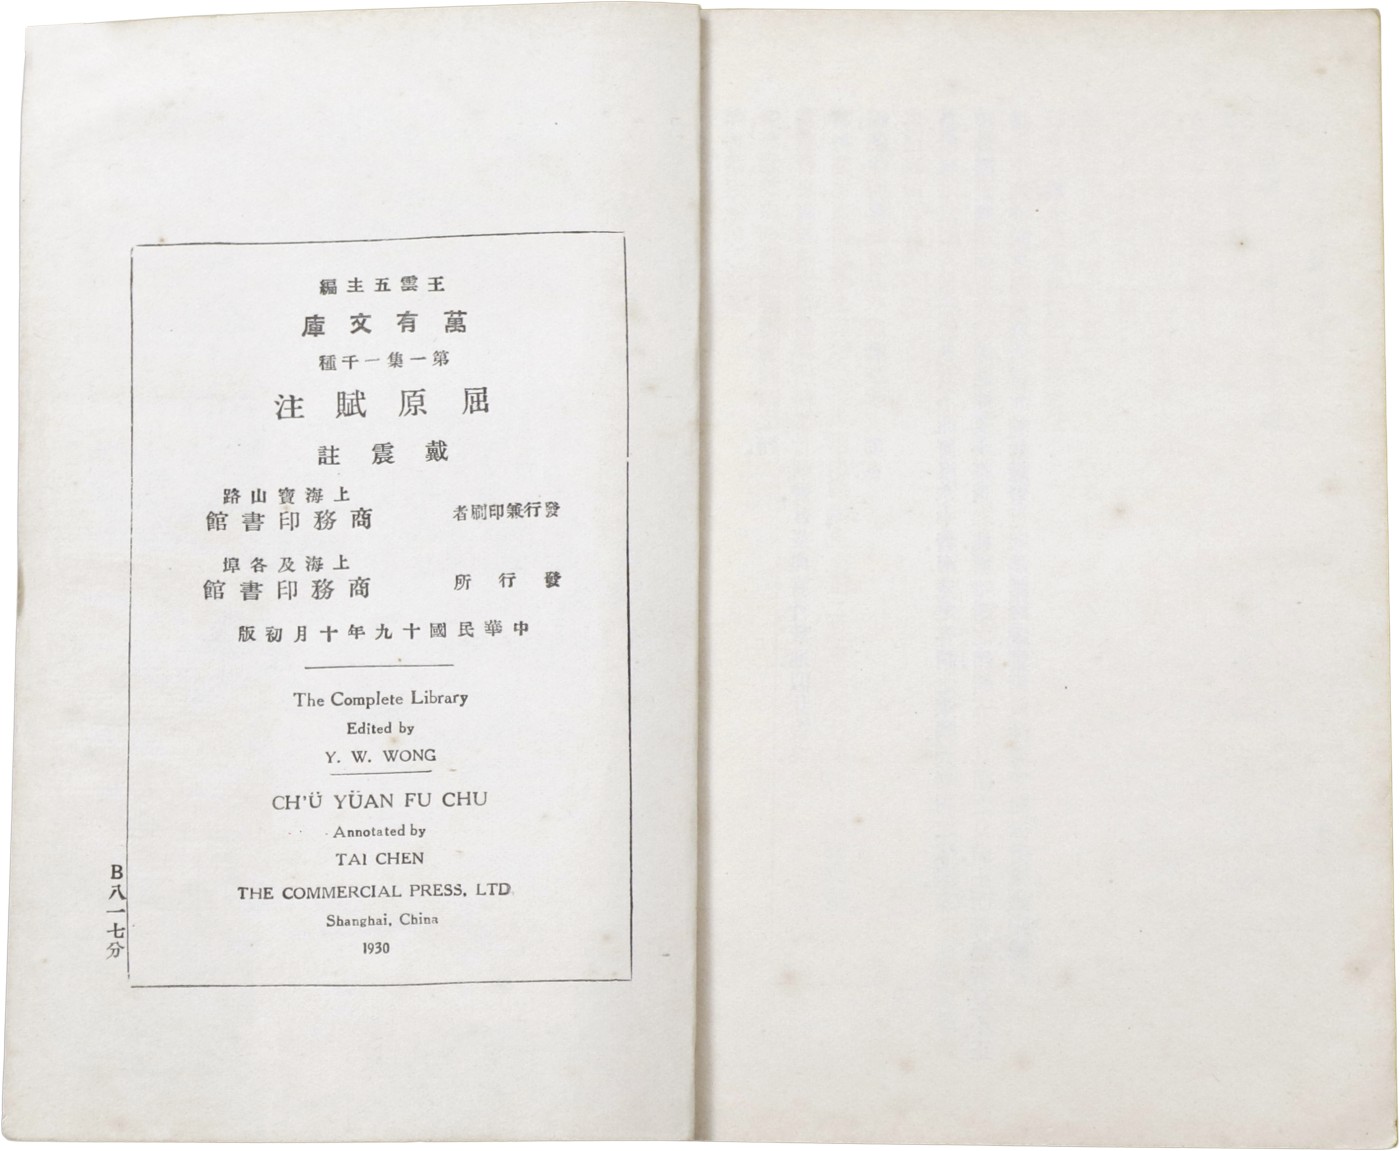 王雲五主編
萬有文庫
第一集一千種
屈原賦注
戴震註
發行兼印刷者
上海寶山路
商務印書館
發行所
上海及各埠
商務印書館
中華民國十九年十月初版
The Complete Library
Edited by
Y. W. WONG
CH'Ü YÜAN FU CHU
Annotated by
TAI CHEN
THE COMMERCIAL PRESS, LTD
Shanghai, China
1930
B八一七分